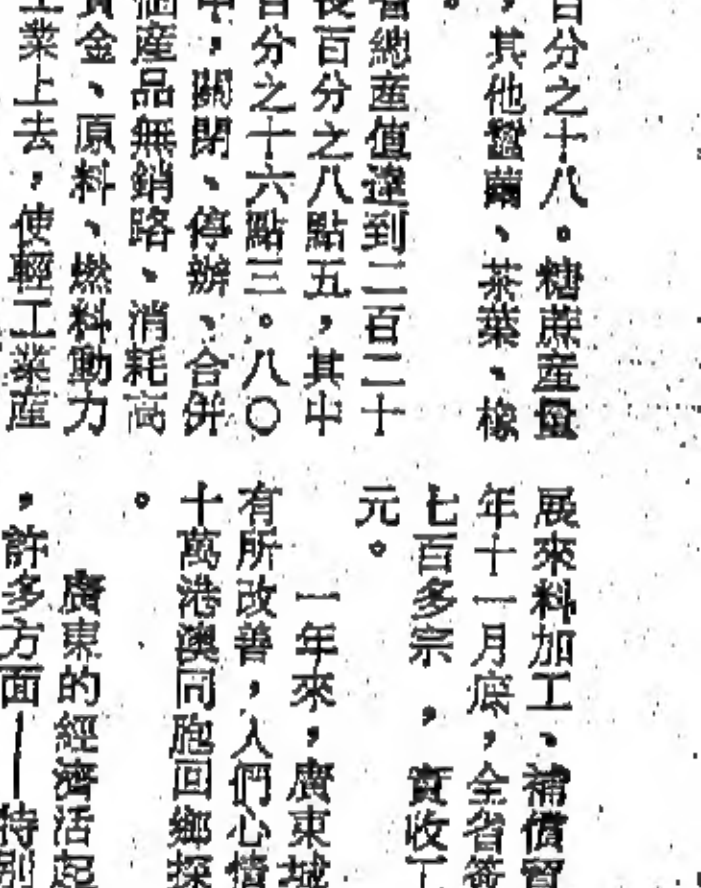 百分之十八。糖蔗産量
，其他蠶繭、茶葉、橡
。
總産值達到二百二十
長百分之八點五，其中
百分之十六點三。八〇
中，關閉、停辦、合併
個産品無銷路、消耗高
資金、原料、燃料動力
工業上去，使輕工業産
展來料加工、補償貿
年十一月底，全省簽
七百多宗，實收工
元。
一年來，廣東城
有所改善，人們心情
十萬港澳同胞回鄉探
。
廣東的經濟活起
，許多方面——特別